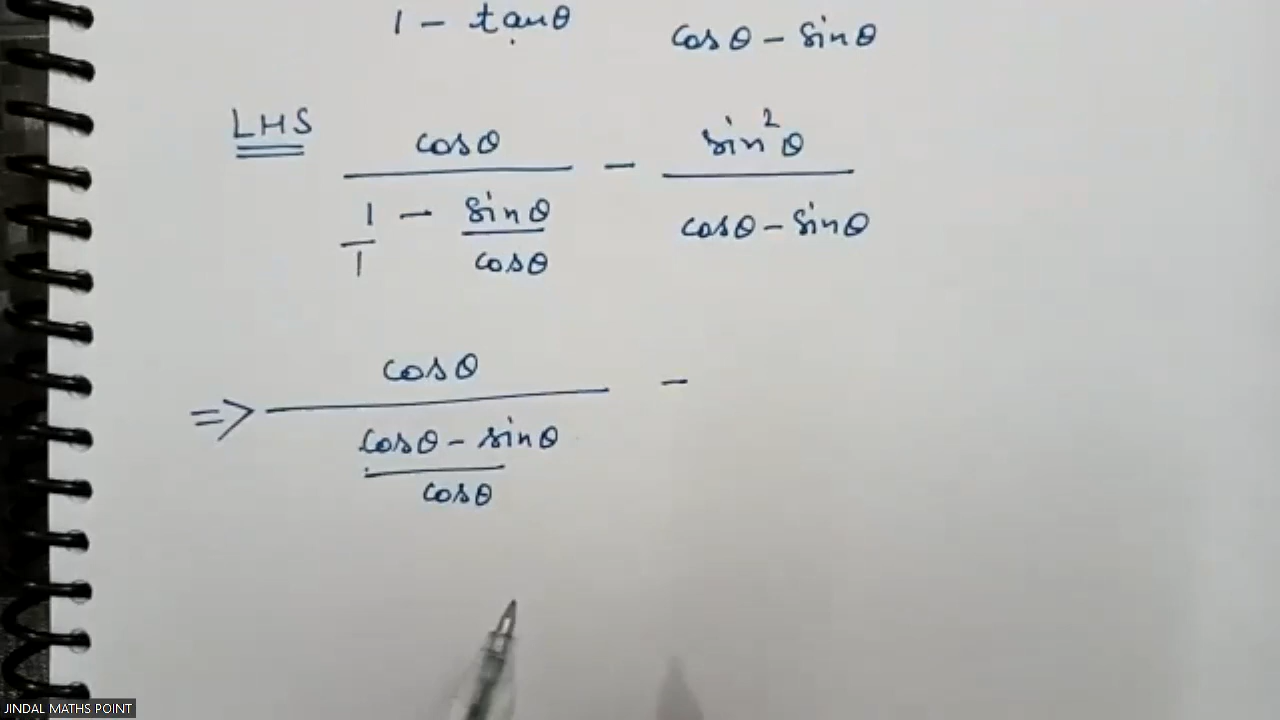 1 - tanθ cosθ - sinθ
LHS cosθ - sin²θ
1 - sinθ cosθ - sinθ
1 cosθ
cosθ -
=>
cosθ - sinθ
cosθ
JINDAL MATHS POINT